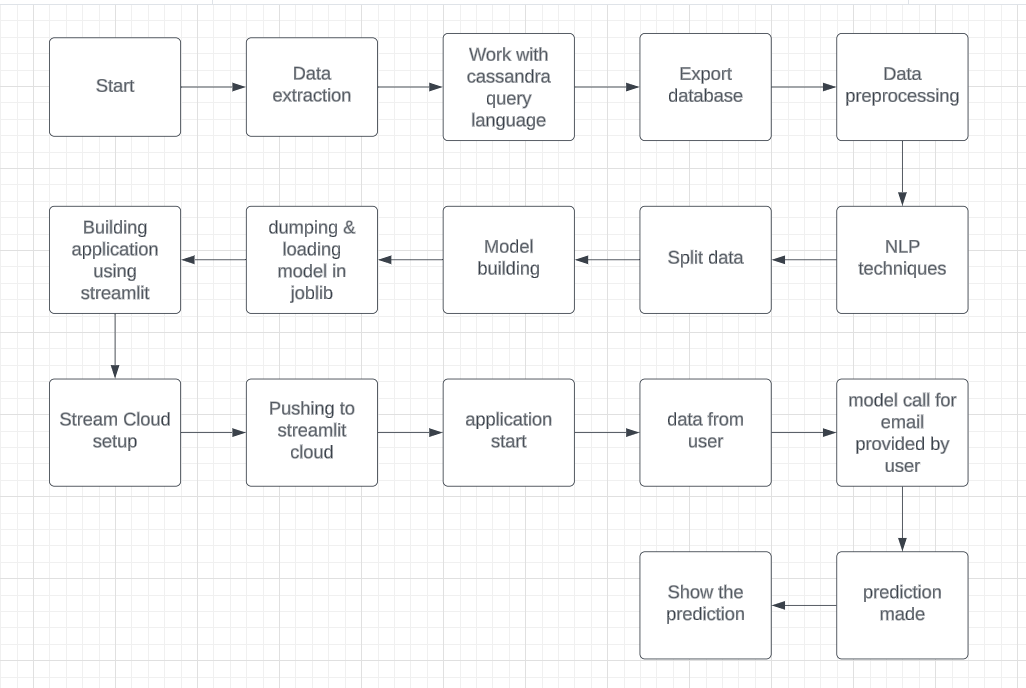 Start
Data
extraction
Work with
cassandra
query
language
Export
database
Data
preprocessing
NLP
techniques
Split data
Model
building
dumping &
loading
model in
joblib
Building
application
using
streamlit
Stream Cloud
setup
Pushing to
streamlit
cloud
application
start
data from
user
model call for
email
provided by
user
prediction
made
Show the
prediction